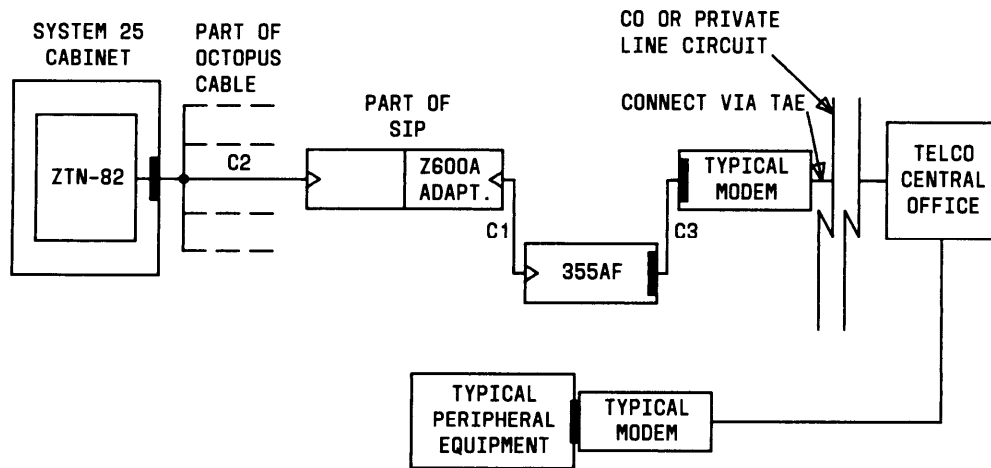 SYSTEM 25
CABINET
PART OF
OCTOPUS
CABLE
PART OF
SIP
CO OR PRIVATE
LINE CIRCUIT
CONNECT VIA TAE
ZTN-82
C2
Z600A
ADAPT.
C1
355AF
C3
TYPICAL
MODEM
TELCO
CENTRAL
OFFICE
TYPICAL
PERIPHERAL
EQUIPMENT
TYPICAL
MODEM